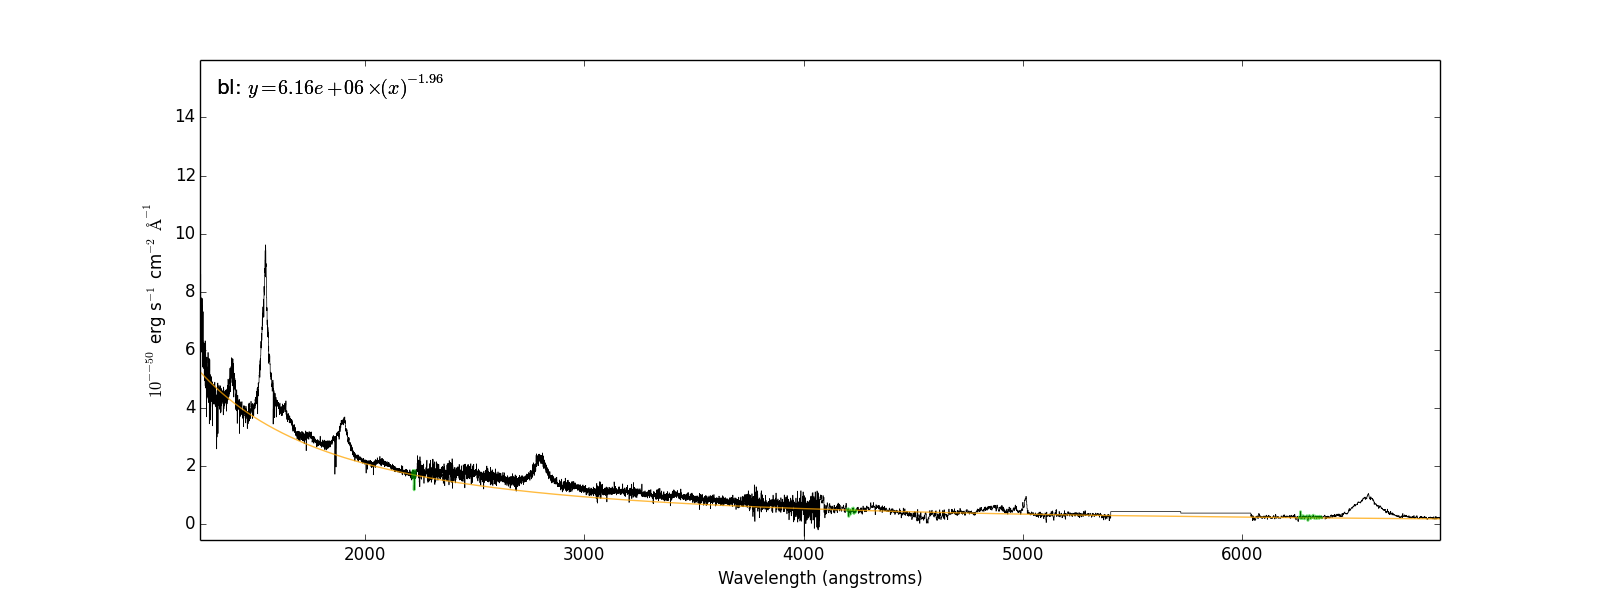 bl: y=6.16e+06×(x)^{−1.96}
14
12
10
8
6
4
2
0
10^{−−50} erg s^{−1} cm^{−2} Å^{−1}
2000 3000 4000 5000 6000
Wavelength (angstroms)